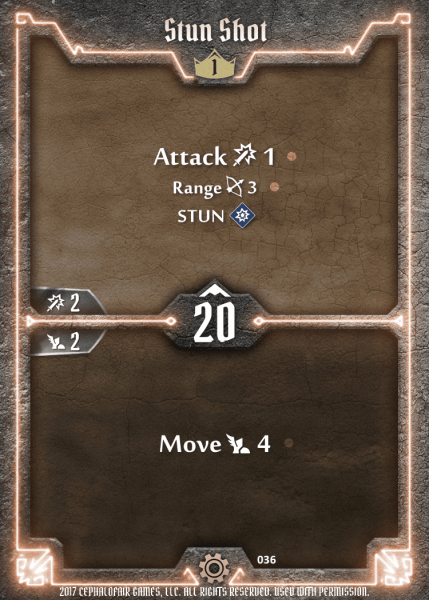 Stun Shot
1
Attack 1
Range 3
STUN
2
20
2
Move 4
036
2017 CEPHALOFAIR GAMES, LLC. ALL RIGHTS RESERVED. USED WITH PERMISSION.